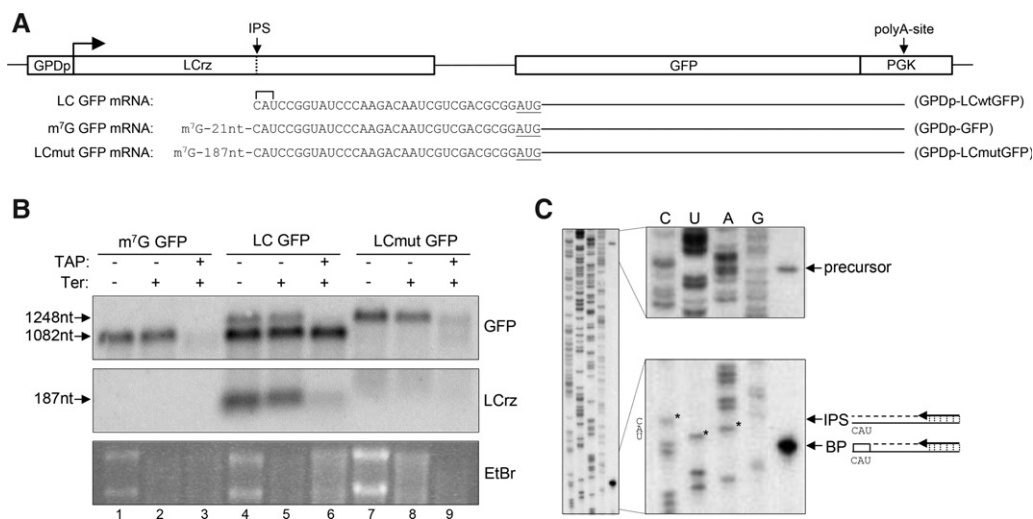 A
IPS
polyA-site
GPDp
LCrz
GFP
PGK
LC GFP mRNA: CAUCCGGUAUCCCAAGACAAUCGUCGACGCGGAUG (GPDp-LCwtGFP)
m⁷G GFP mRNA: m⁷G-21nt-CAUCCGGUAUCCCAAGACAAUCGUCGACGCGGAUG (GPDp-GFP)
LCmut GFP mRNA: m⁷G-187nt-CAUCCGGUAUCCCAAGACAAUCGUCGACGCGGAUG (GPDp-LCmutGFP)
B
m⁷G GFP LC GFP LCmut GFP
TAP: - - + - - + - - +
Ter: - + + - + + - + +
1248nt
1082nt
GFP
187nt
LCrz
EtBr
1 2 3 4 5 6 7 8 9
C
C U A G
precursor
CAU
* * *
IPS
CAU
BP
CAU